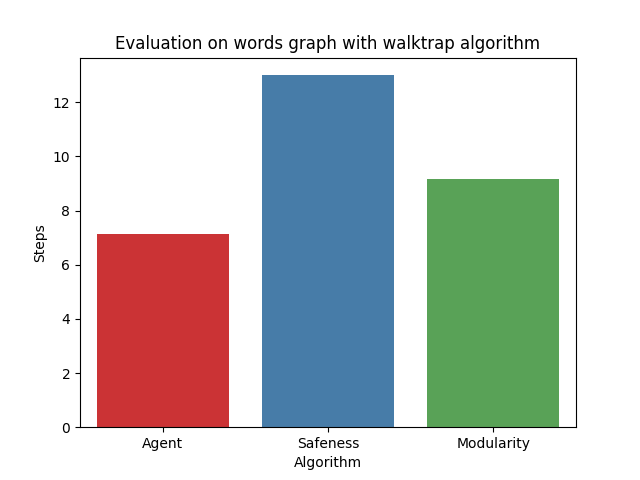 Evaluation on words graph with walktrap algorithm
12
10
8
6
4
2
0
Steps
Agent
Safeness
Modularity
Algorithm